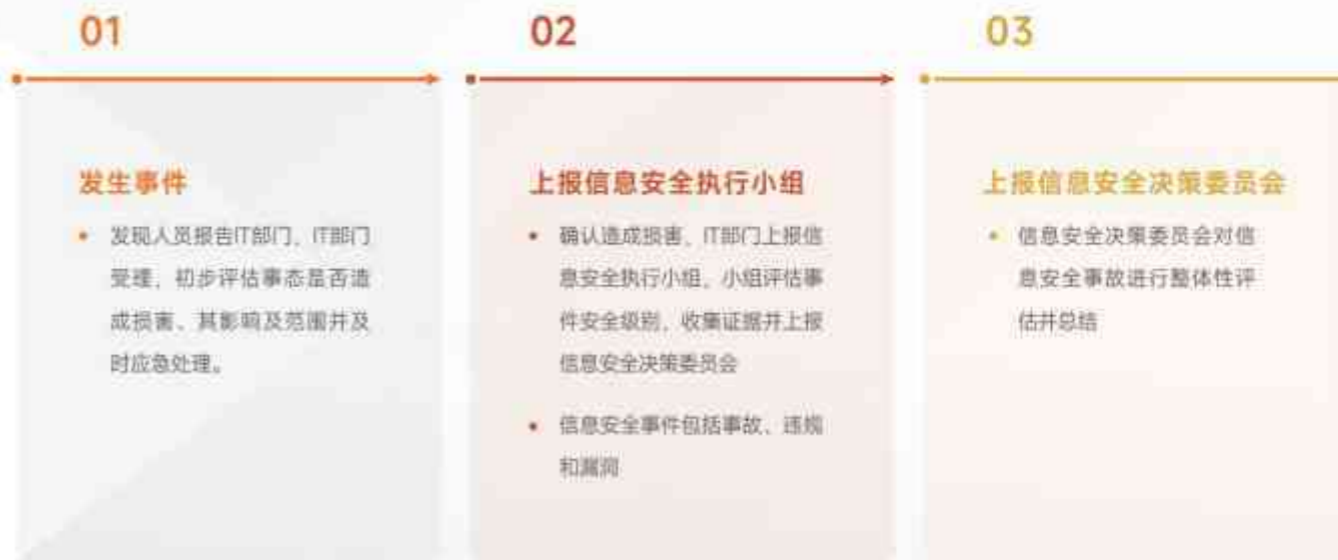 01
发生事件
发现人员报告IT部门，IT部门
受理，初步评估事态是否造
成损害、其影响及范围并及
时应急处理。
02
上报信息安全执行小组
确认造成损害，IT部门上报信
息安全执行小组，小组评估事
件安全级别，收集证据并上报
信息安全决策委员会
信息安全事件包括事故、违规
和漏洞
03
上报信息安全决策委员会
信息安全决策委员会对信
息安全事故进行整体性评
估并总结